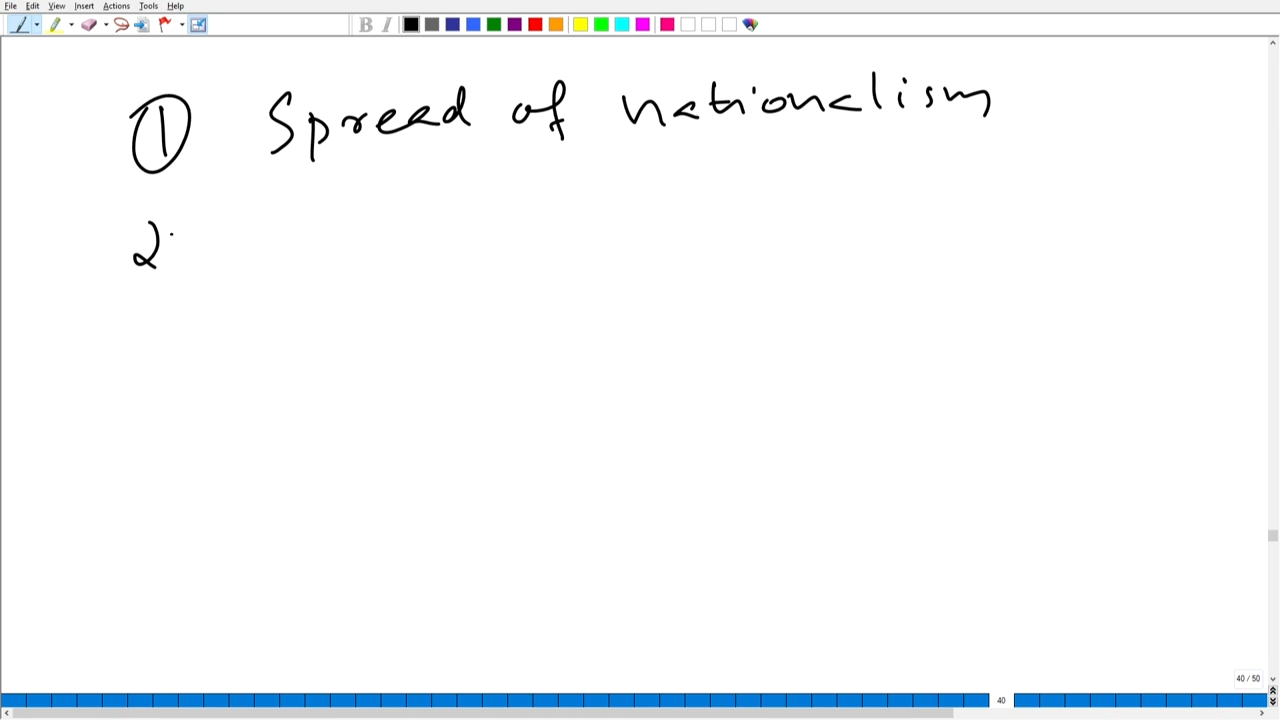 File Edit View Insert Actions Tools Help
B I
① Spread of nationalism
2.
40 / 50
40